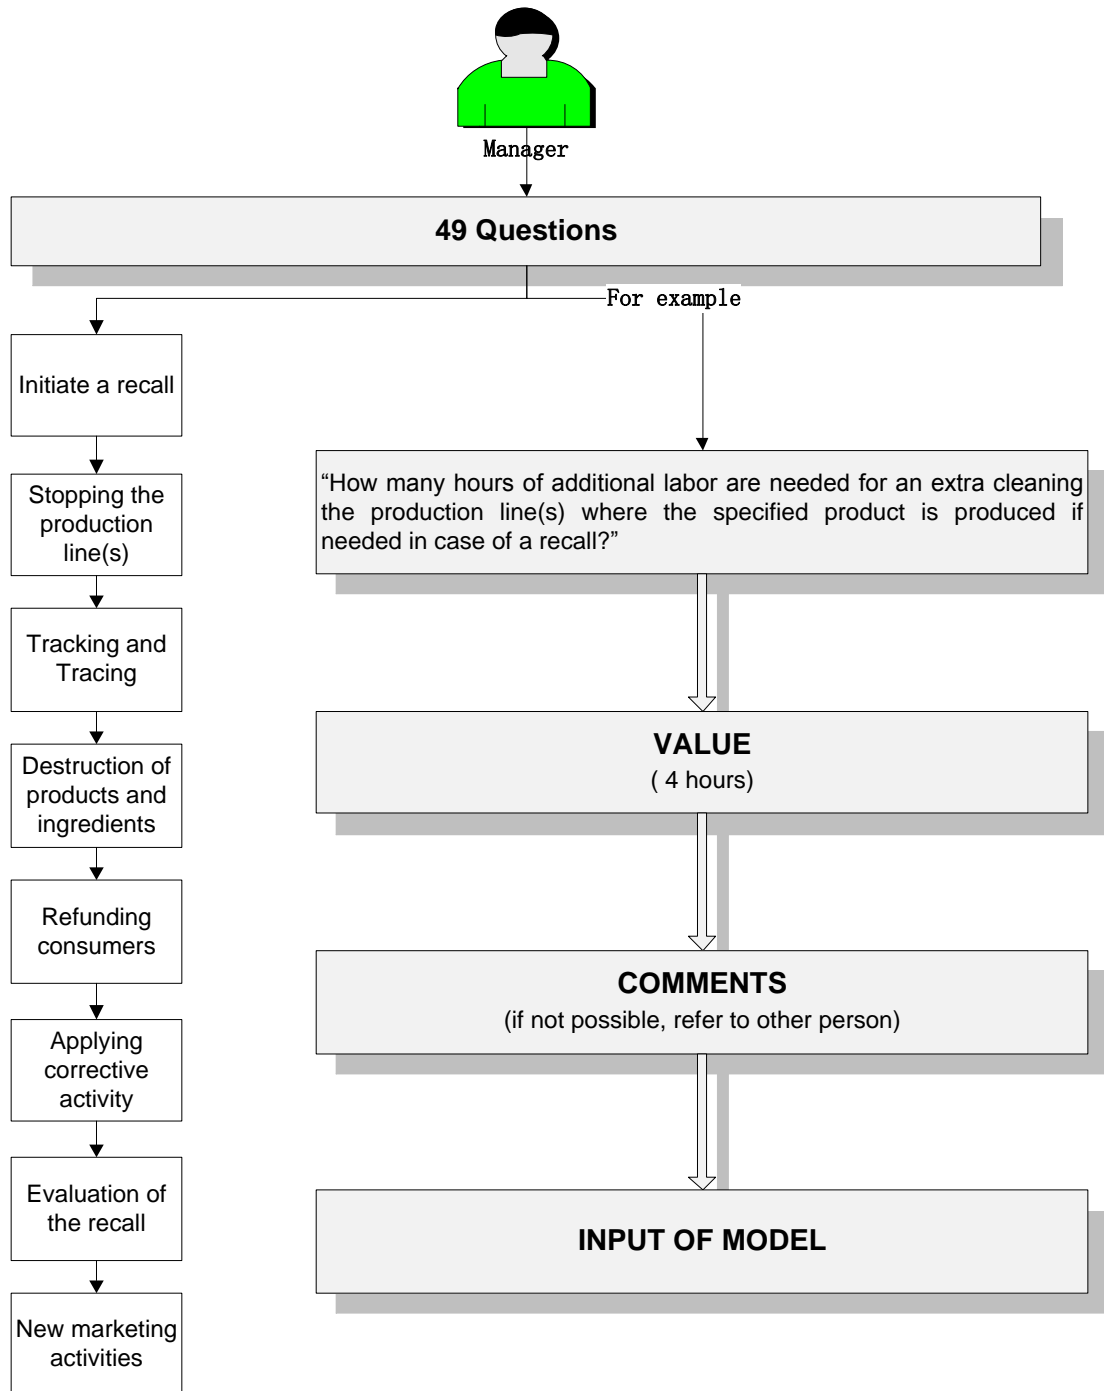 Manager
49 Questions
For example
Initiate a recall
Stopping the
production
line(s)
Tracking and
Tracing
Destruction of
products and
ingredients
Refunding
consumers
Applying
corrective
activity
Evaluation of
the recall
New marketing
activities
“How many hours of additional labor are needed for an extra cleaning
the production line(s) where the specified product is produced if
needed in case of a recall?”
VALUE
( 4 hours)
COMMENTS
(if not possible, refer to other person)
INPUT OF MODEL